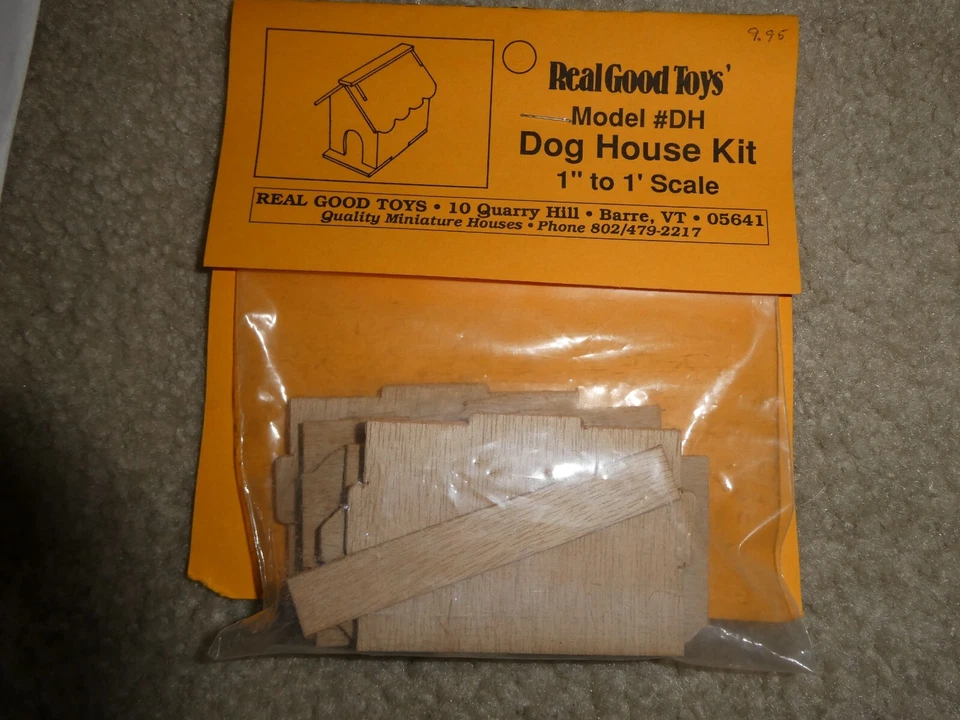 9.95
Real Good Toys'
Model #DH
Dog House Kit
1" to 1' Scale
REAL GOOD TOYS • 10 Quarry Hill • Barre, VT • 05641
Quality Miniature Houses • Phone 802/479-2217